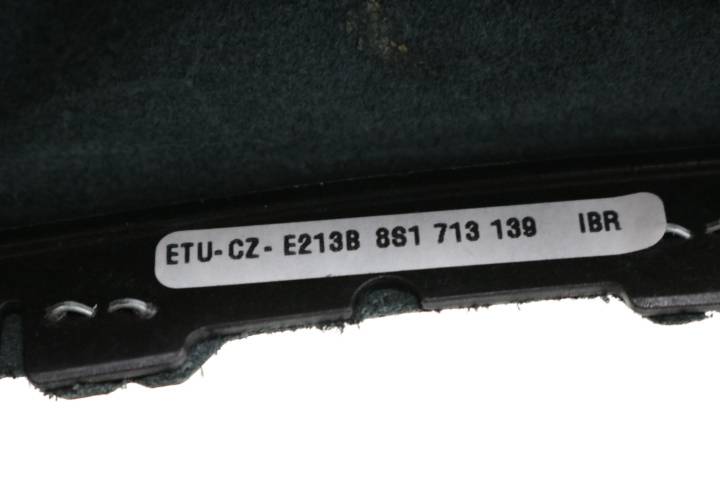 ETU-CZ- E213B 8S1 713 139 IBR